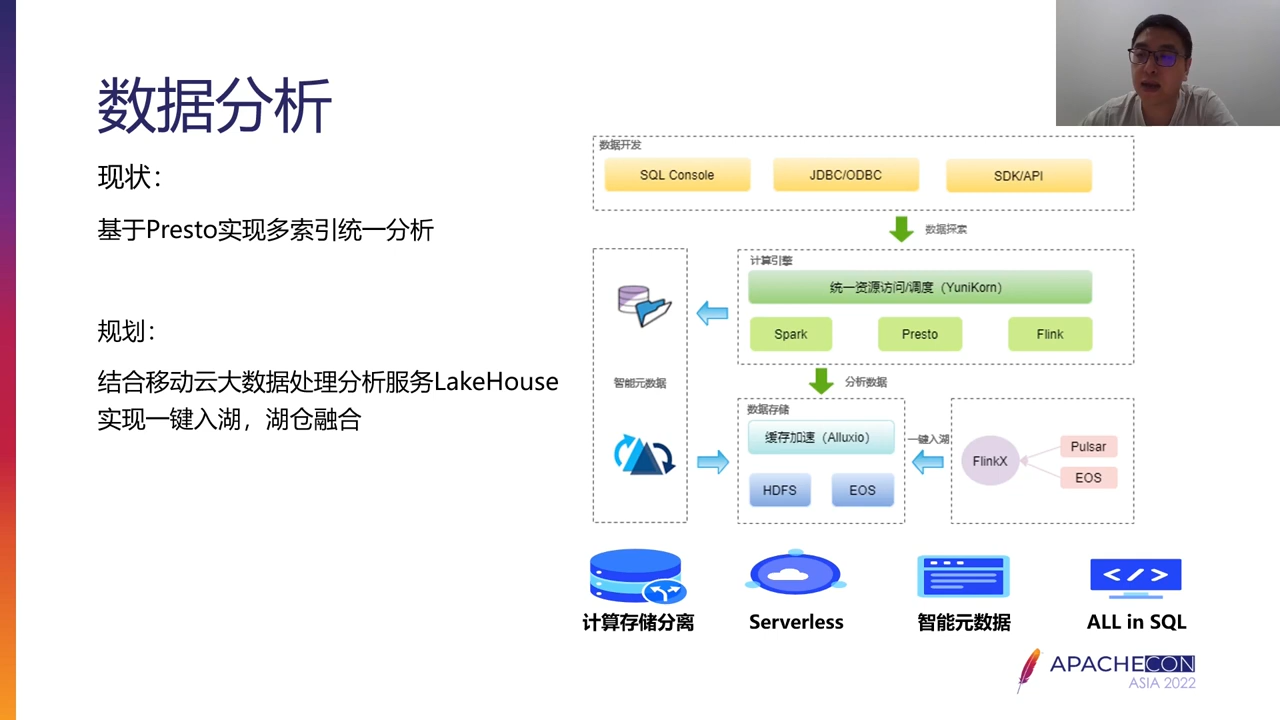 数据分析
现状：
基于Presto实现多索引统一分析
规划：
结合移动云大数据处理分析服务LakeHouse
实现一键入湖，湖仓融合
数据开发
SQL Console
JDBC/ODBC
SDK/API
数据探索
计算引擎
统一资源访问/调度（YuniKorn）
Spark
Presto
Flink
智能元数据
分析数据
数据存储
缓存加速（Alluxio）
HDFS
EOS
一键入湖
FlinkX
Pulsar
EOS
计算存储分离
Serverless
智能元数据
ALL in SQL
APACHECON
ASIA 2022